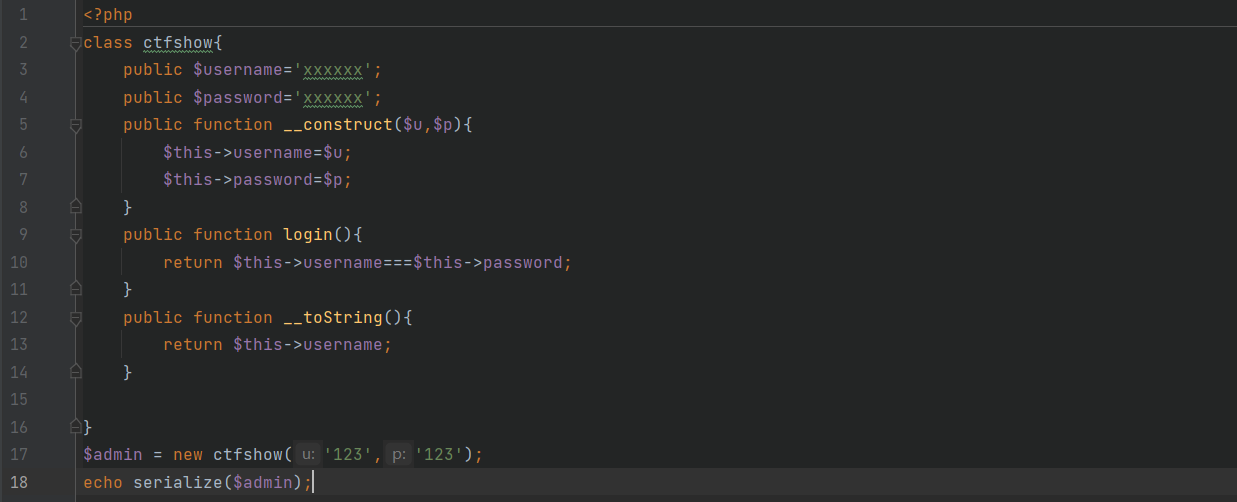 1 <?php
2 class ctfshow{
3     public $username='xxxxxx';
4     public $password='xxxxxx';
5     public function __construct($u,$p){
6         $this->username=$u;
7         $this->password=$p;
8     }
9     public function login(){
10         return $this->username===$this->password;
11     }
12     public function __toString(){
13         return $this->username;
14     }
15
16 }
17 $admin = new ctfshow( u: '123', p: '123');
18 echo serialize($admin);